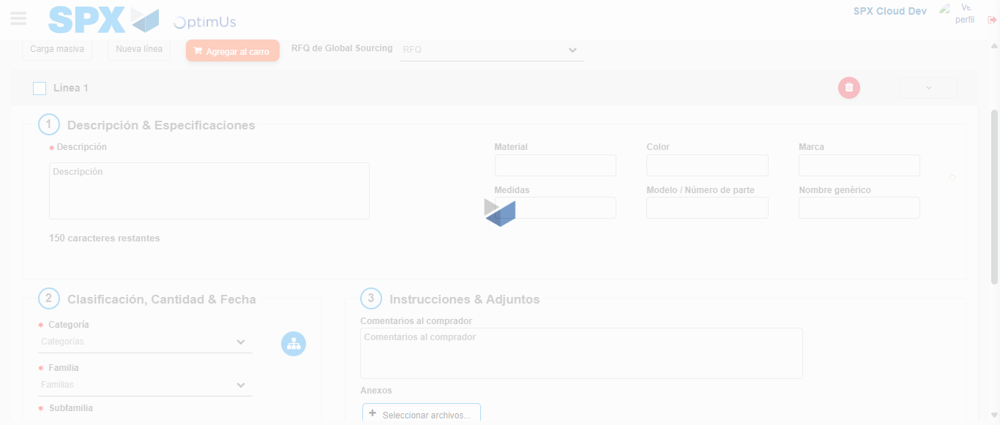 SPX
OptimUs
SPX Cloud Dev
Ve
perfil
Carga masiva
Nueva línea
Agregar al carro
RFQ de Global Sourcing
RFQ
Línea 1
1 Descripción & Especificaciones
* Descripción
Descripción
150 caracteres restantes
Material
Color
Marca
Medidas
Modelo / Número de parte
Nombre genérico
2 Clasificación, Cantidad & Fecha
* Categoría
Categorías
* Familia
Familias
* Subfamilia
3 Instrucciones & Adjuntos
Comentarios al comprador
Comentarios al comprador
Anexos
+ Seleccionar archivos...